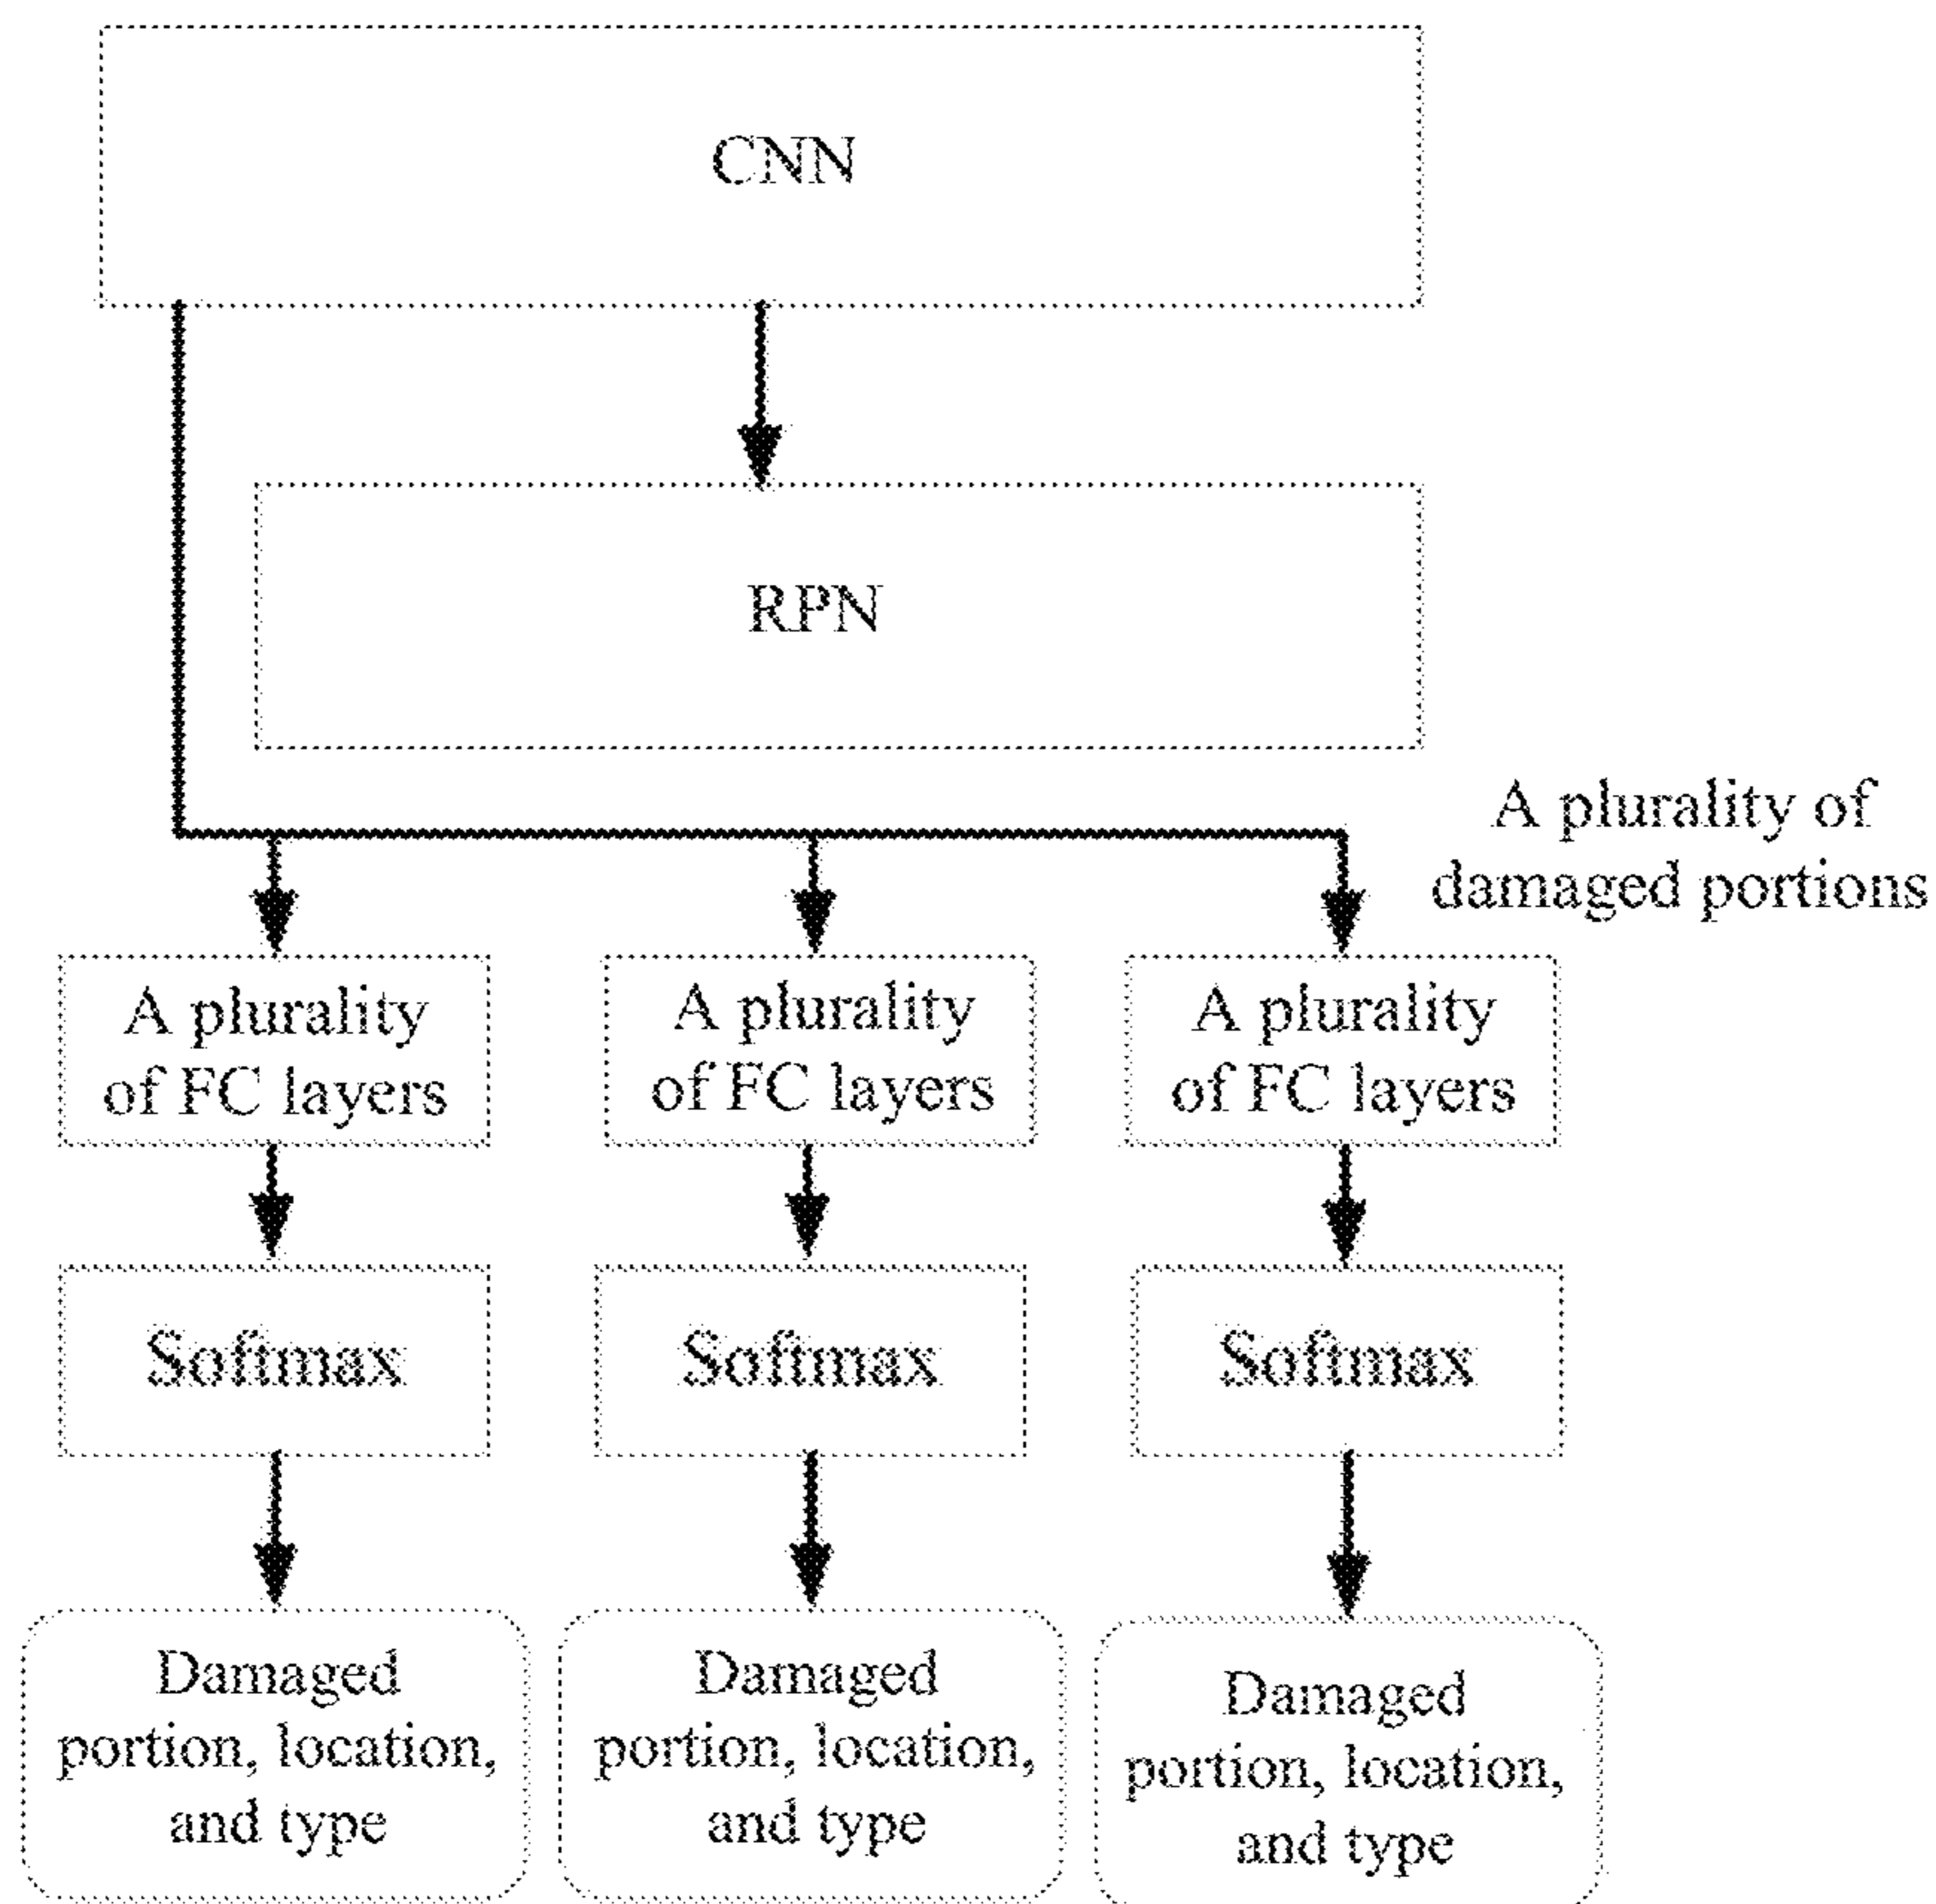 CNN
RPN
A plurality of
damaged portions
A plurality
of FC layers
A plurality
of FC layers
A plurality
of FC layers
Softmax
Softmax
Softmax
Damaged
portion, location,
and type
Damaged
portion, location,
and type
Damaged
portion, location,
and type